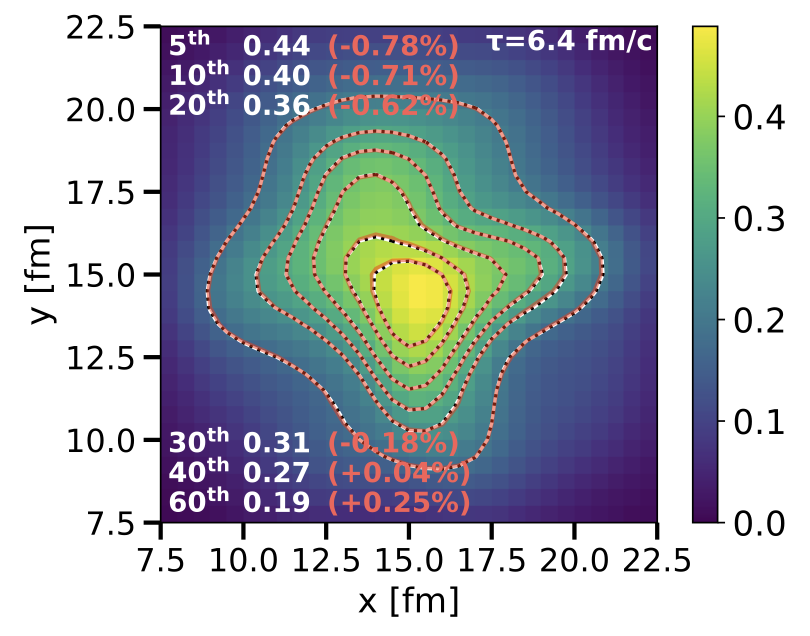 22.5
20.0
17.5
15.0
12.5
10.0
7.5
y [fm]
5th 0.44 (-0.78%)
10th 0.40 (-0.71%)
20th 0.36 (-0.62%)
τ=6.4 fm/c
30th 0.31 (-0.18%)
40th 0.27 (+0.04%)
60th 0.19 (+0.25%)
7.5 10.0 12.5 15.0 17.5 20.0 22.5
x [fm]
0.4
0.3
0.2
0.1
0.0